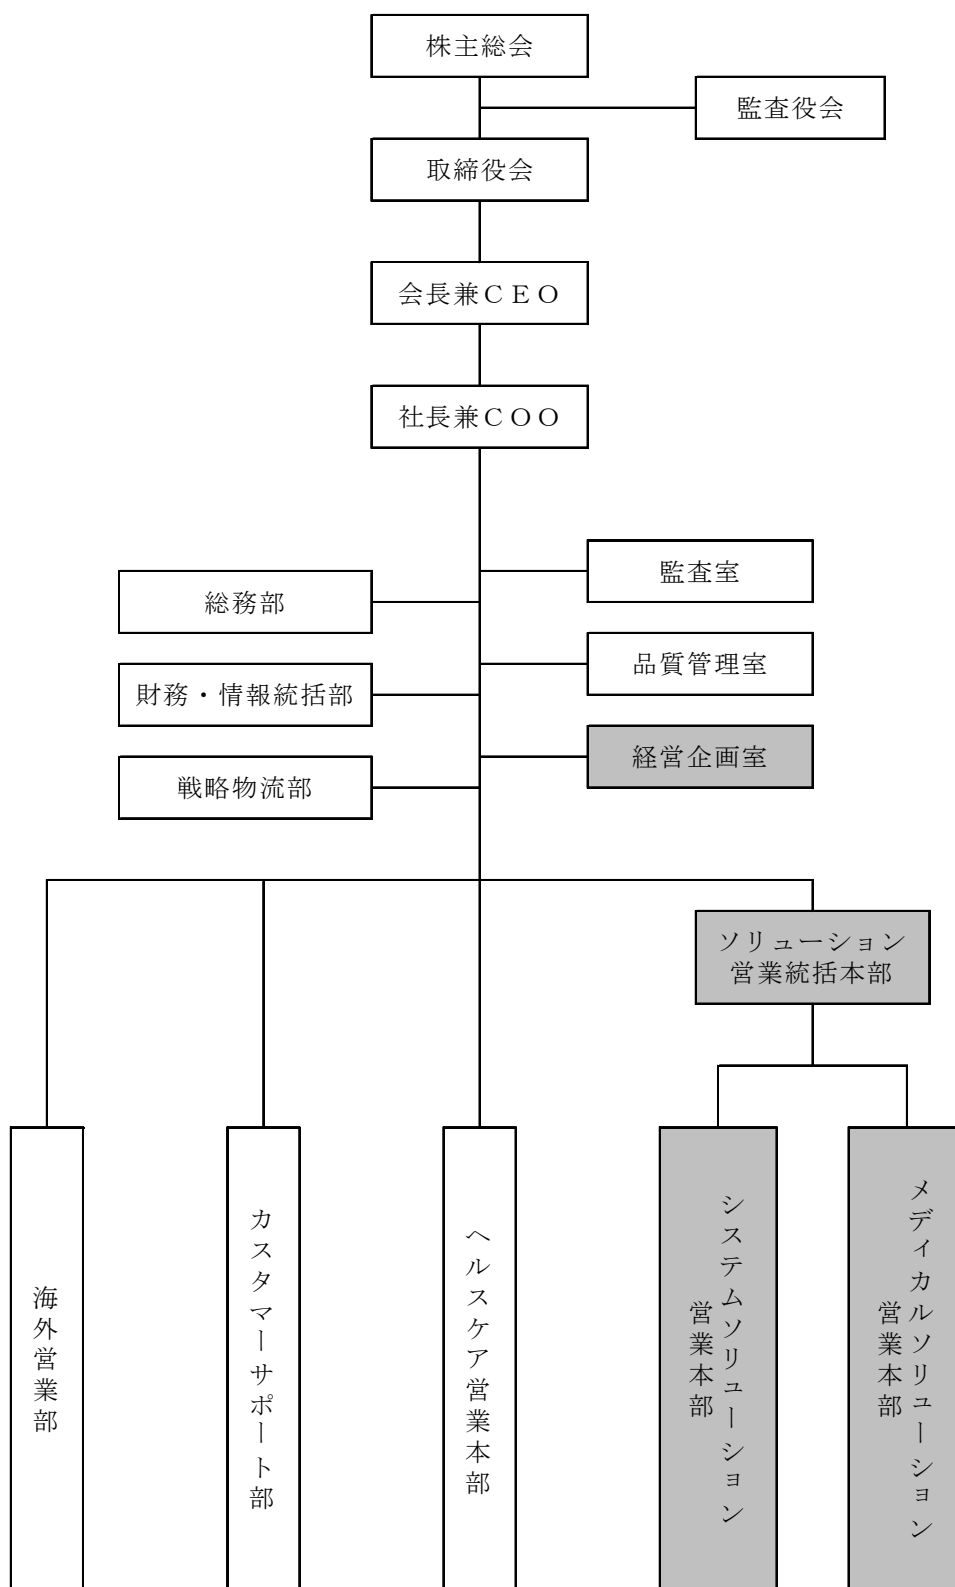 株主総会
監査役会
取締役会
会長兼ＣＥＯ
社長兼ＣＯＯ
監査室
総務部
品質管理室
財務・情報統括部
経営企画室
戦略物流部
ソリューション
営業統括本部
海外営業部
カスタマーサポート部
ヘルスケア営業本部
システムソリューション
営業本部
メディカルソリューション
営業本部